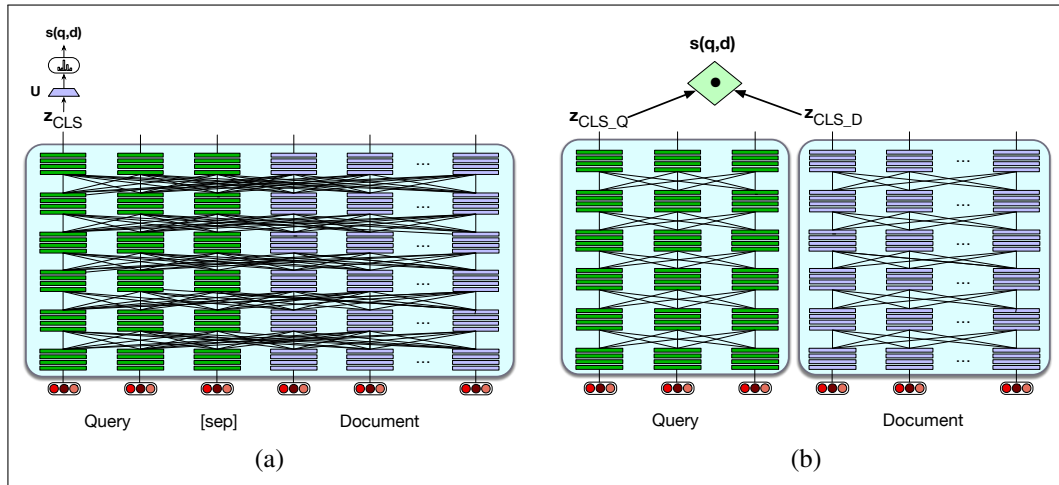 s(q,d)
U
zCLS
...
...
...
...
...
...
Query [sep] Document
(a)
s(q,d)
zCLS_Q zCLS_D
...
...
...
...
...
...
Query Document
(b)